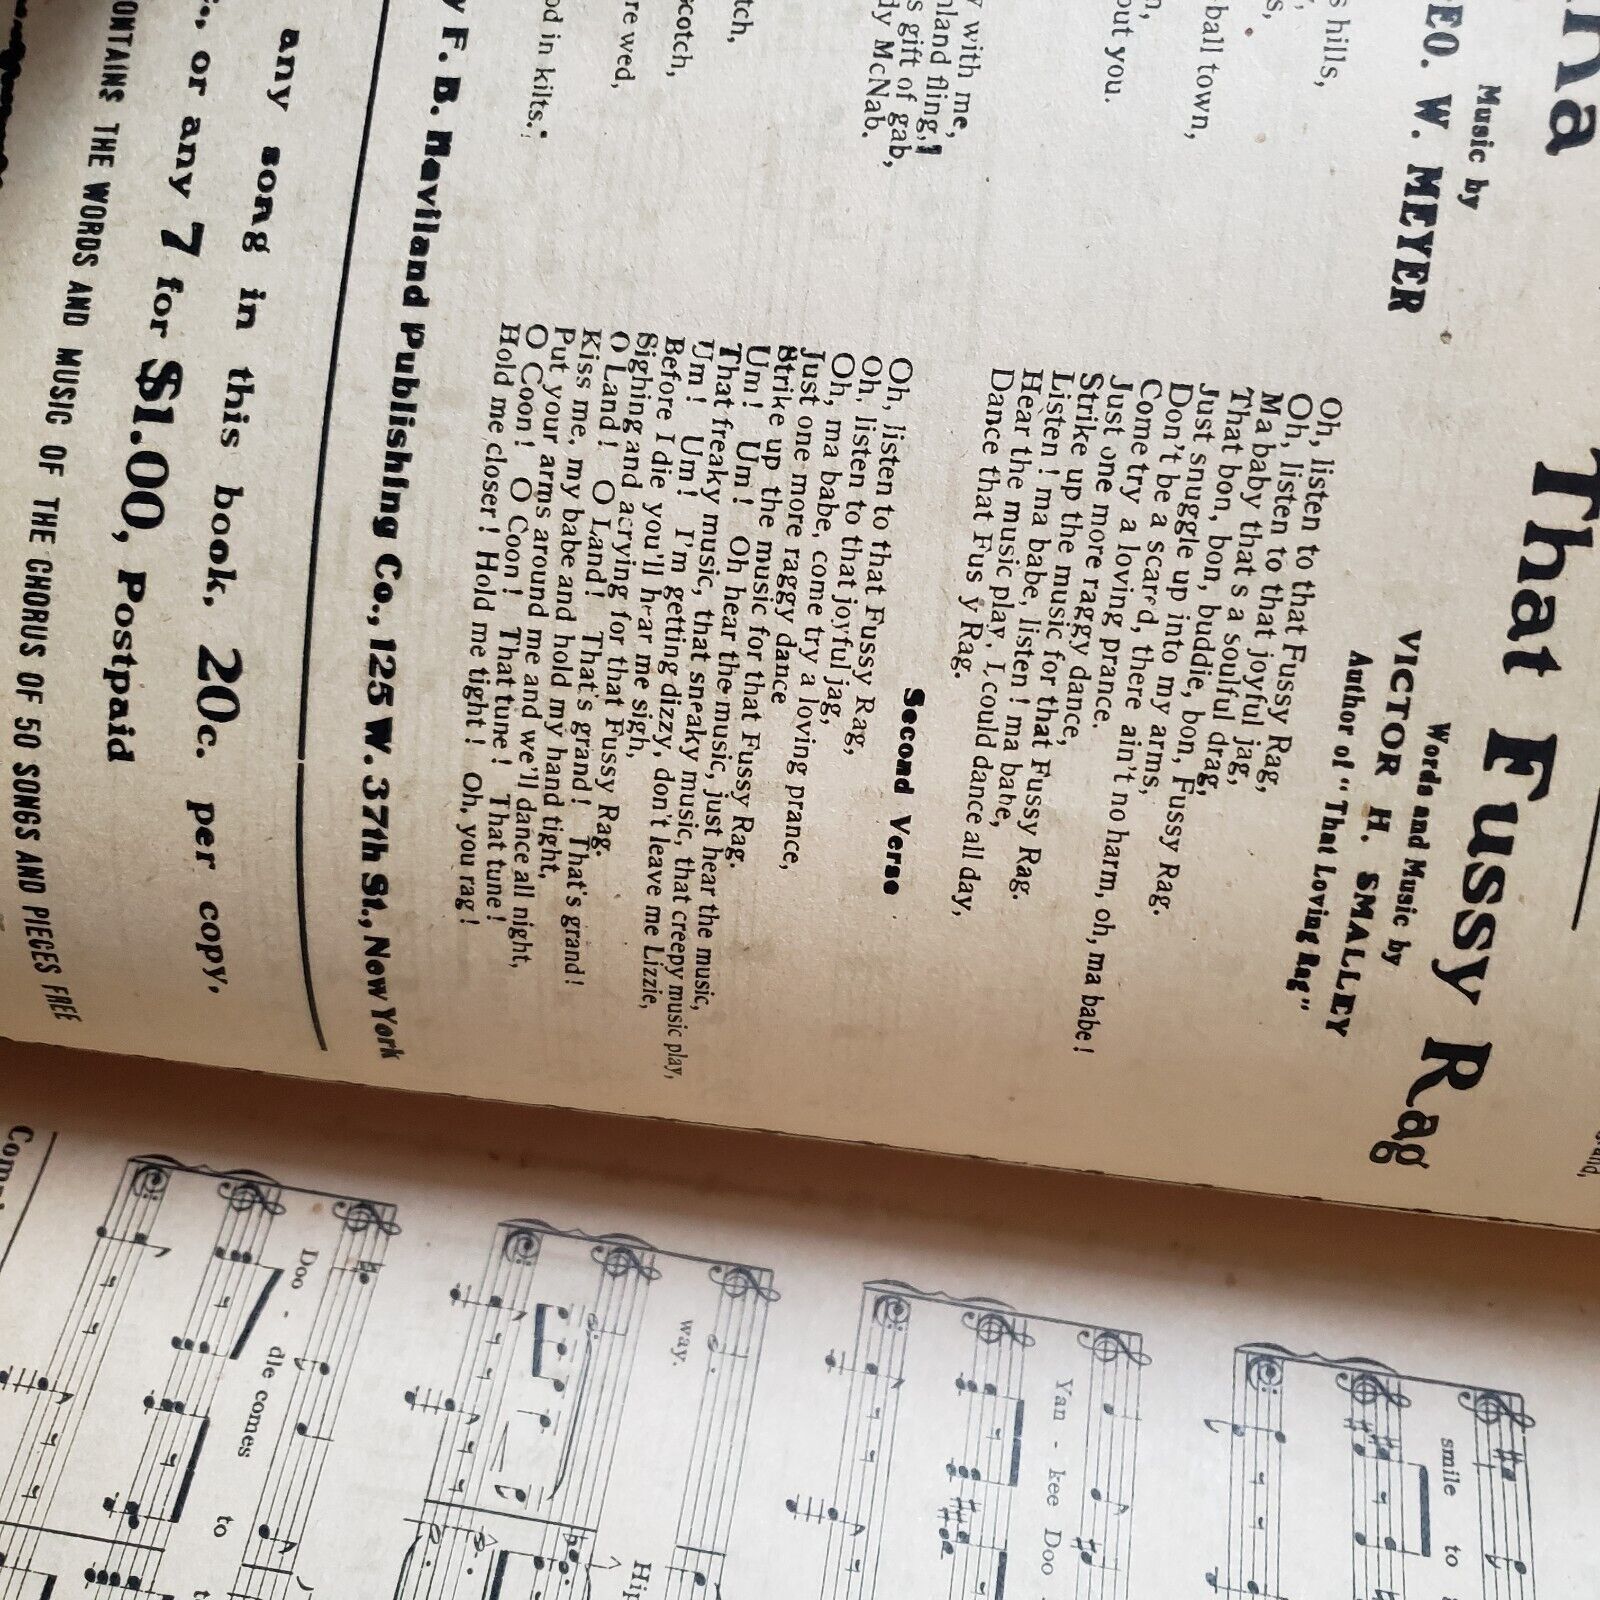 na
Music by
EO. W. MEYER
s hills,
s,
-ball town,
n,
out you.
y with me,
nland fling,
s gift of gab,
dy McNab.
tch,
scotch,
re wed,
od in kilts.
That Fussy Rag
Words and Music by
VICTOR H. SMALLEY
Author of "That Loving Rag"
Oh, listen to that Fussy Rag,
Oh, listen to that joyful jag,
Ma baby that's a soulful drag,
That bon, bon, bon, buddie, bon, Fussy Rag.
Just snuggle up into my arms,
Don't be a scared, there ain't no harm, oh, ma babe!
Come try a loving prance.
Just one more raggy dance,
Strike up the music for that Fussy Rag.
Listen! ma babe, listen! ma babe,
Hear the music play, I could dance all day,
Dance that Fus y Rag.
Second Verse
Oh, listen to that Fussy Rag,
Oh, listen to that joyful jag,
Oh, ma babe, come try a loving prance,
Just one more raggy dance
Strike up the music for that Fussy Rag.
Um! Um! Oh hear the music, just hear the music,
That freaky music, that sneaky music, that creepy music play,
Um! Um! I'm getting dizzy, don't leave me Lizzie,
Before I die you'll hear me sigh,
Sighing and acrying for that Fussy Rag.
O Land! O Land! That's grand! That's grand!
Kiss me, my babe and hold my hand tight,
Put your arms around me and we'll dance all night,
O Coon! O Coon! That tune! That tune!
Hold me closer! Hold me tight! Oh, you rag!
y F. B. Haviland Publishing Co., 125 W. 37th St., New York
any song in this book, 20c. per copy,
., or any 7 for $1.00, Postpaid
ONTAINS THE WORDS AND MUSIC OF THE CHORUS OF 50 SONGS AND PIECES FREE
smile to
Yan - kee Doo
way.
Hip
Doo - dle comes to t